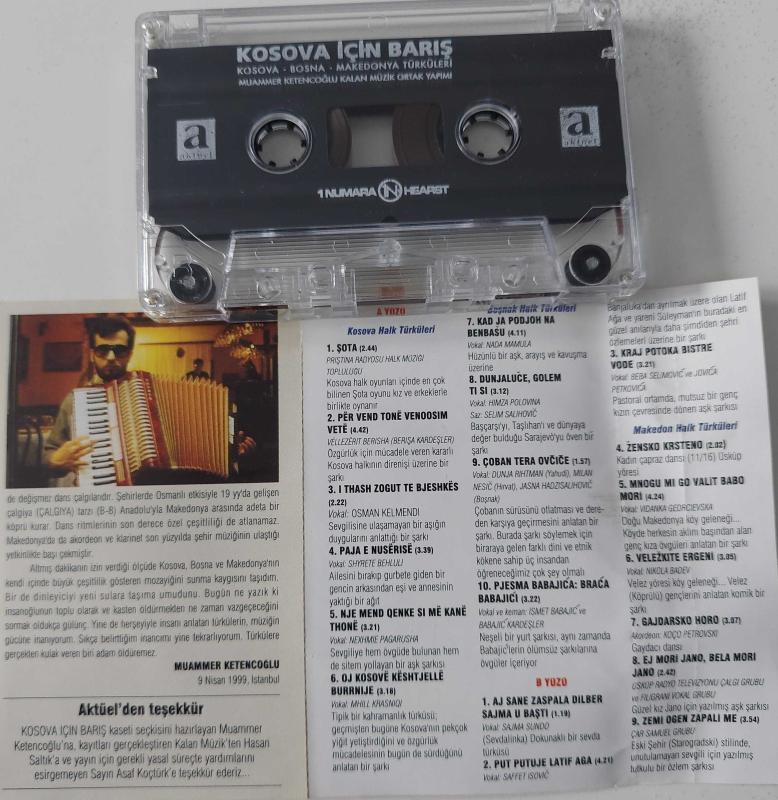 KOSOVA İÇİN BARIŞ
KOSOVA - BOSNA - MAKEDONYA TÜRKÜLERİ
MUAMMER KETENCOĞLU KALAN MÜZİK ORTAK YAPIMI
a
aktüel
a
aktüel
1 NUMARA 1N HEARST
de değişmez dans çalgılarıdır. Şehirlerde Osmanlı etkisiyle 19 yy'da gelişen
çalgiya (ÇALGIYA) tarzı (B-8) Anadolu'yla Makedonya arasında adeta bir
köprü kurar. Dans ritmlerinin son derece özel çeşitliliği de atlanamaz.
Makedonya'da da akordeon ve klarinet son yüzyılda şehir müziğinin ulaştığı
yetkinlikte başı çekmiştir.
Altmış dakikanın izin verdiği ölçüde Kosova, Bosna ve Makedonya'nın
kendi içinde büyük çeşitlilik gösteren mozayiğini sunma kaygısını taşıdım.
Bir de dinleyiciyi yeni sulara taşıma umudunu. Bugün ne yazık ki
insanoğlunun toplu olarak ve kasten öldürmekten ne zaman vazgeçeceğini
sormak oldukça gülünç. Yine de herşeyiyle insanı anlatan türkülerin, müziğin
gücüne inanıyorum. Sıkça belirttiğim inancımı yine tekrarlıyorum. Türkülere
gerçekten kulak veren biri adam öldüremez.
MUAMMER KETENCOĞLU
9 Nisan 1999, İstanbul
Aktüel'den teşekkür
KOSOVA İÇİN BARIŞ kaseti seçkisini hazırlayan Muammer
Ketencoğlu'na, kayıtları gerçekleştiren Kalan Müzik'ten Hasan
Saltık'a ve yayın için gerekli yasal süreçte yardımlarını
esirgemeyen Sayın Asaf Koçtürk'e teşekkür ederiz...
A YÜZÜ
Kosova Halk Türküleri
1. ŞOTA (2.44)
PRİŞTİNA RADYOSU HALK MÜZİĞİ
TOPLULUĞU
Kosova halk oyunları içinde en çok
bilinen Şota oyunu kız ve erkeklerle
birlikte oynanır
2. PËR VEND TONË VENOOSIM
VETË (4.42)
VËLLEZËRİT BERISHA (BERİŞA KARDEŞLER)
Özgürlük için mücadele veren kararlı
Kosova halkının direnişi üzerine bir
şarkı
3. I THASH ZOGUT TE BJESHKËS
(2.22)
Vokal: OSMAN KELMENDI
Sevgilisine ulaşamayan bir aşığın
duygularını anlattığı bir şarkı
4. PAJA E NUSËRISË (3.39)
Vokal: SHYRETE BEHLULI
Ailesini bırakıp gurbete giden bir
gencin arkasından eşi ve annesinin
yaktığı bir ağıt
5. NJE MEND QENKE SI MË KANË
THONË (3.21)
Vokal: NEXHMIE PAGARUSHA
Sevgiliye hem övgüde bulunan hem
de sitem yollayan bir aşk şarkısı
6. OJ KOSOVË KËSHTJELLË
BURRNIJE (3.18)
Vokal: MHILL KRASNIQI
Tipik bir kahramanlık türküsü;
geçmişten bugüne Kosova'nın pekçok
yiğit yetiştirdiğini ve özgürlük
mücadelesinin bugün de sürdüğünü
anlatan bir şarkı
Boşnak Halk Türküleri
7. KAD JA PODJOH NA
BENBAŠU (4.11)
Vokal: NADA MAMULA
Hüzünlü bir aşk, arayış ve kavuşma
üzerine
8. DUNJALUČE, GOLEM
TI SI (3.12)
Vokal: HIMZA POLOVINA
Saz: SELIM SALIHOVIČ
Başçarşı'yı, Taşlıhan'ı ve dünyaya
değer bulduğu Sarajevo'yu öven bir
şarkı
9. ÇOBAN TERA OVČIČE (1.57)
Vokal: DUNJA RIHTMAN (Yahudi), MILAN
NESIĆ (Hırvat), JASNA HADZISALIHOVIČ
(Boşnak)
Çobanın sürüsünü otlatması ve dere-
den karşıya geçirmesini anlatan bir
şarkı. Burada şarkı söylemek için
biraraya gelen farklı dini ve etnik
kökene sahip üç insandan
öğreneceğimiz çok şey olmalı
10. PJESMA BABAJIĆA: BRAĆA
BABAJIĆI (3.22)
Vokal ve keman: ISMET BABAJIĆ ve
BABAJIĆ KARDEŞLER
Neşeli bir yurt şarkısı, aynı zamanda
Babajić'lerin ölümsüz şarkılarına
övgüler içeriyor
B YÜZÜ
1. AJ SANE ZASPALA DILBER
SAJMA U BAŞTI (1.19)
Vokal: SAJMA SUNDO
(Sevdalinka) Dokunaklı bir sevda
türküsü
2. PUT PUTUJE LATIF AGA (4.21)
Vokal: SAFFET ISOVIČ
Banjaluka'dan ayrılmak üzere olan Latif
Ağa ve yareni Süleyman'ın buradaki en
güzel anılarıyla daha şimdiden şehri
özlemeleri üzerine bir şarkı
3. KRAJ POTOKA BISTRE
VODE (3.21)
Vokal: BEBA SELIMOVIČ ve JOVIČA
PETKOVIČA
Pastoral ortamda, mutsuz bir genç
kızın çevresinde dönen aşk şarkısı
Makedon Halk Türküleri
4. ŽENSKO KRSTENO (2.02)
Kadın çapraz dansı (11/16) Üsküp
yöresi
5. MNOGU MI GO VALIT BABO
MORI (4.24)
Vokal: VIDANKA GEORGIEVSKA
Doğu Makedonya köy geleneği...
Köyde herkesin aklını başından alan
genç kıza övgüleri anlatan bir şarkı
6. VELEŽKITE ERGENI (3.05)
Vokal: NIKOLA BADEV
Velez yöresi köy geleneği... Velez
(Köprülü) gençlerini anlatan komik bir
şarkı
7. GAJDARSKO HORO (3.07)
Akordeon: KOÇO PETROVSKI
Gaydacı dansı
8. EJ MORI JANO, BELA MORI
JANO (2.42)
ÜSKÜP RADYO TELEVİZYONU ÇALGI GRUBU
ve FILIGRANI VOKAL GRUBU
Güzel kız Jano için yazılmış aşk şarkısı
9. ZEMI OGEN ZAPALI ME (3.54)
ÇAR SAMUEL GRUBU
Eski Şehir (Starogradski) stilinde,
unutulamayan sevgili için yazılmış
tutkulu bir özlem şarkısı